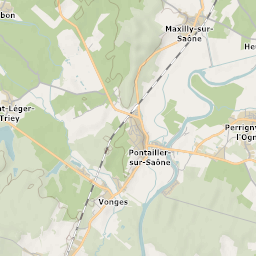 bon
Maxilly-sur-
Saône
He
nt-Léger-
Triey
Perrigny
l'Ogn
Pontailler-
sur-Saône
Vonges